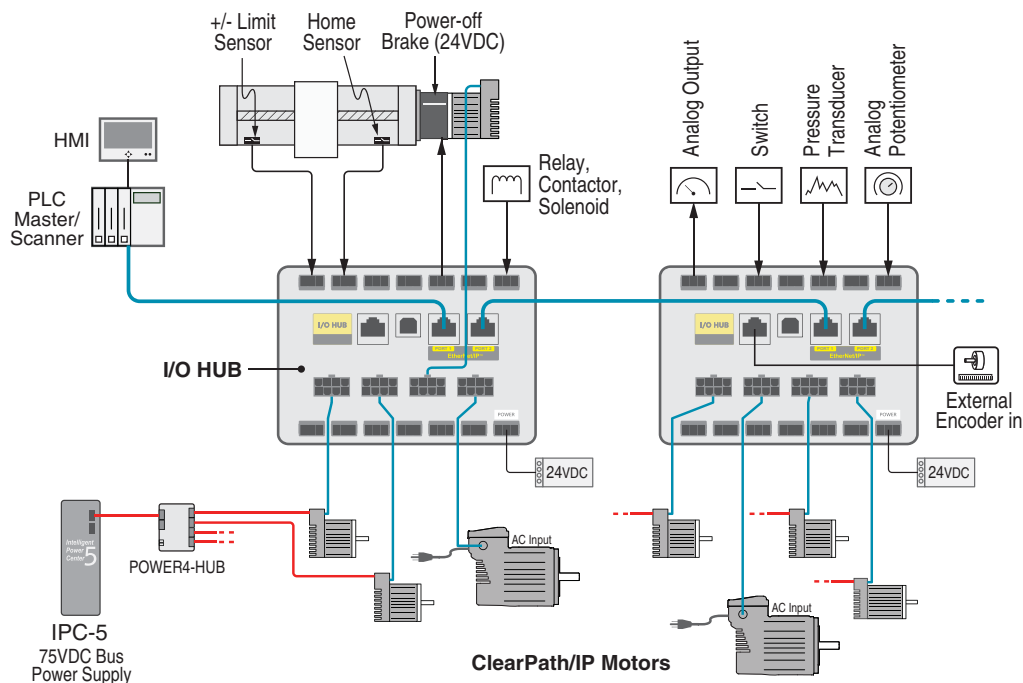 +/- Limit
Sensor
Home
Sensor
Power-off
Brake (24VDC)
HMI
PLC
Master/
Scanner
Relay,
Contactor,
Solenoid
Analog Output
Switch
Pressure
Transducer
Analog
Potentiometer
I/O HUB
PORT 1
PORT 2
EtherNet/IP™
I/O HUB
POWER
24VDC
I/O HUB
PORT 1
PORT 2
EtherNet/IP™
POWER
24VDC
External
Encoder in
Intelligent
Power
Center
5
POWER4-HUB
AC Input
AC Input
IPC-5
75VDC Bus
Power Supply
ClearPath/IP Motors